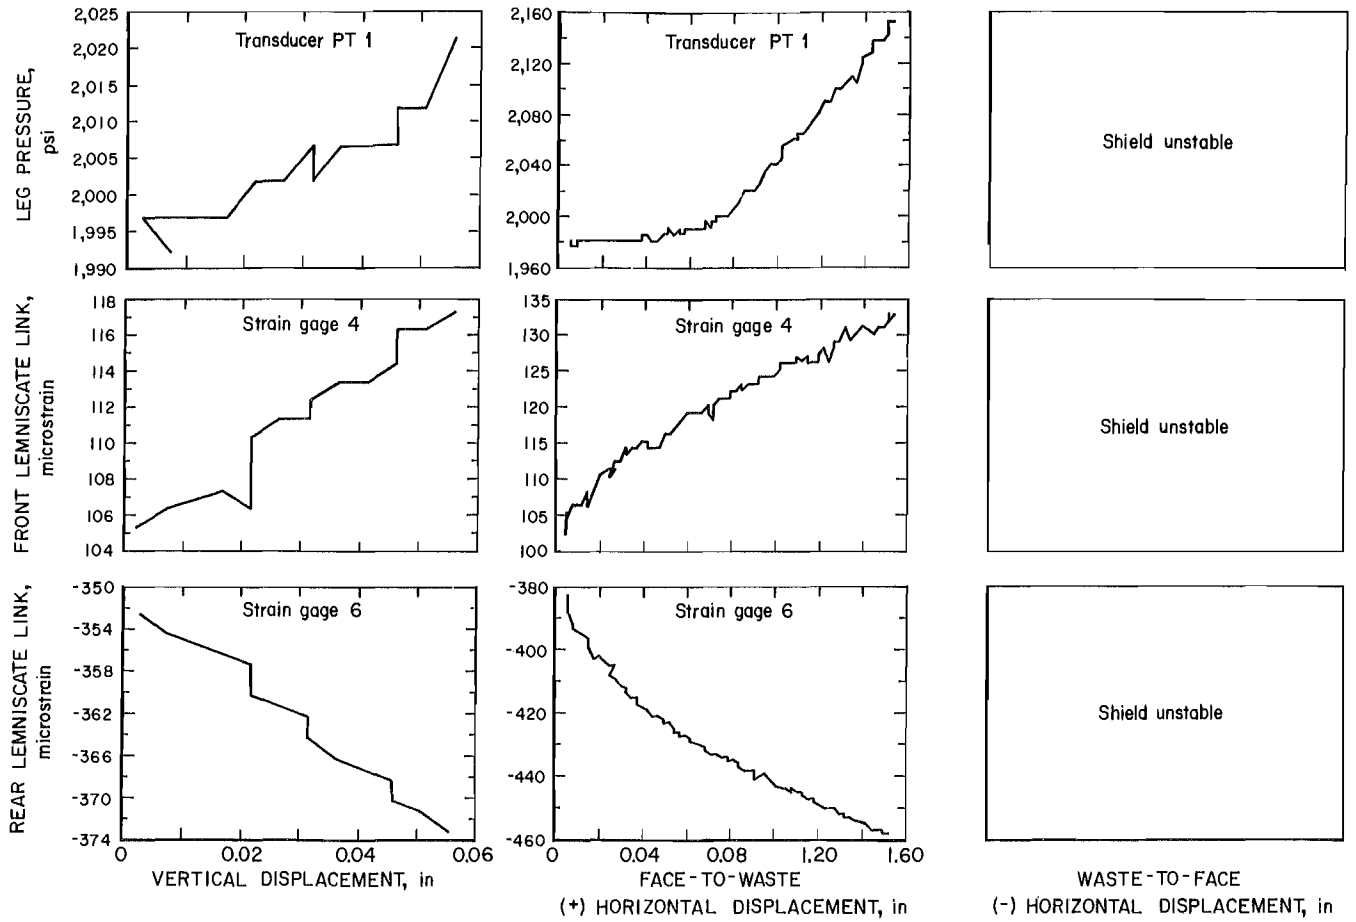 LEG PRESSURE,
psi
2,025
2,020
2,015
2,010
2,005
2,000
1,995
1,990
Transducer PT 1
2,160
2,120
2,080
2,040
2,000
1,960
Transducer PT 1
Shield unstable
FRONT LEMNISCATE LINK,
microstrain
118
116
114
112
110
108
106
104
Strain gage 4
135
130
125
120
115
110
105
100
Strain gage 4
Shield unstable
REAR LEMNISCATE LINK,
microstrain
-350
-354
-358
-362
-366
-370
-374
Strain gage 6
0 0.02 0.04 0.06
VERTICAL DISPLACEMENT, in
-380
-400
-420
-440
-460
Strain gage 6
0 0.04 0.08 1.20 1.60
FACE-TO-WASTE
(+) HORIZONTAL DISPLACEMENT, in
Shield unstable
WASTE-TO-FACE
(-) HORIZONTAL DISPLACEMENT, in